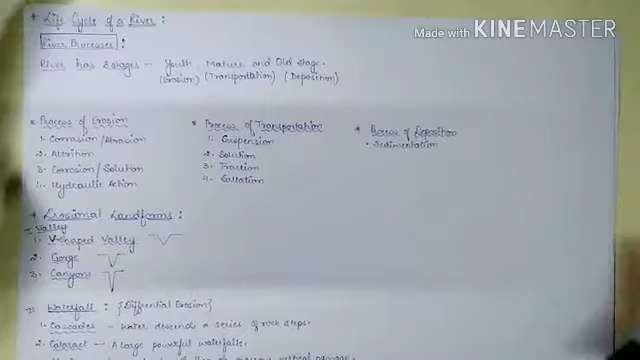 Made with KINEMASTER
* Life Cycle of a River :
River Processes :
River has 3 stages - Youth, Mature and Old stage.
(Erosion) (Transportation) (Deposition)
* Process of Erosion
1. Corrasion/Abrasion
2. Attrition
3. Corrosion/Solution
4. Hydraulic Action
* Process of Transportation
1. Suspension
2. Solution
3. Traction
4. Saltation
* Process of Deposition
• Sedimentation
* Erosional Landforms :
I. Valley
1. V-shaped Valley
2. Gorge
3. Canyons
II. Waterfall : {Differential Erosion}
1. Cascades - Water descend a series of rock steps.
2. Cataract - A large powerful waterfalls.